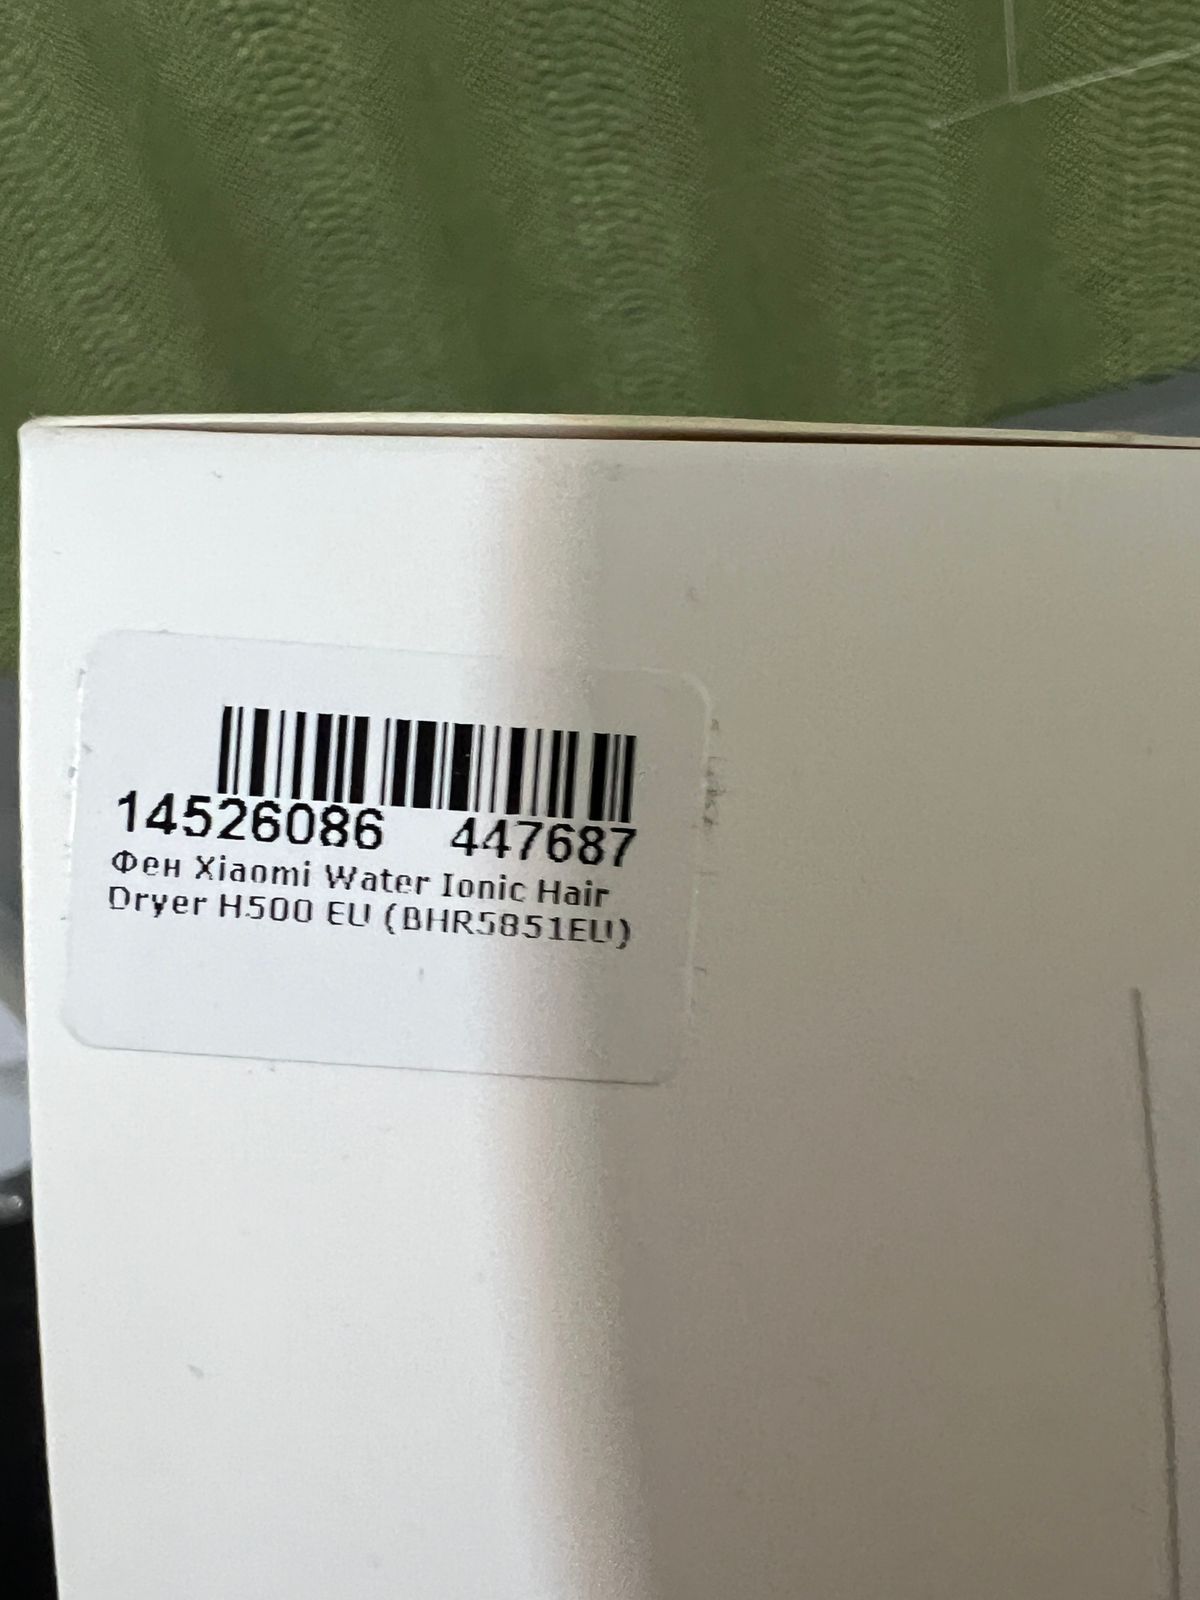 14526086 447687
Фен Xiaomi Water Ionic Hair
Dryer H500 EU (BHR5851EU)